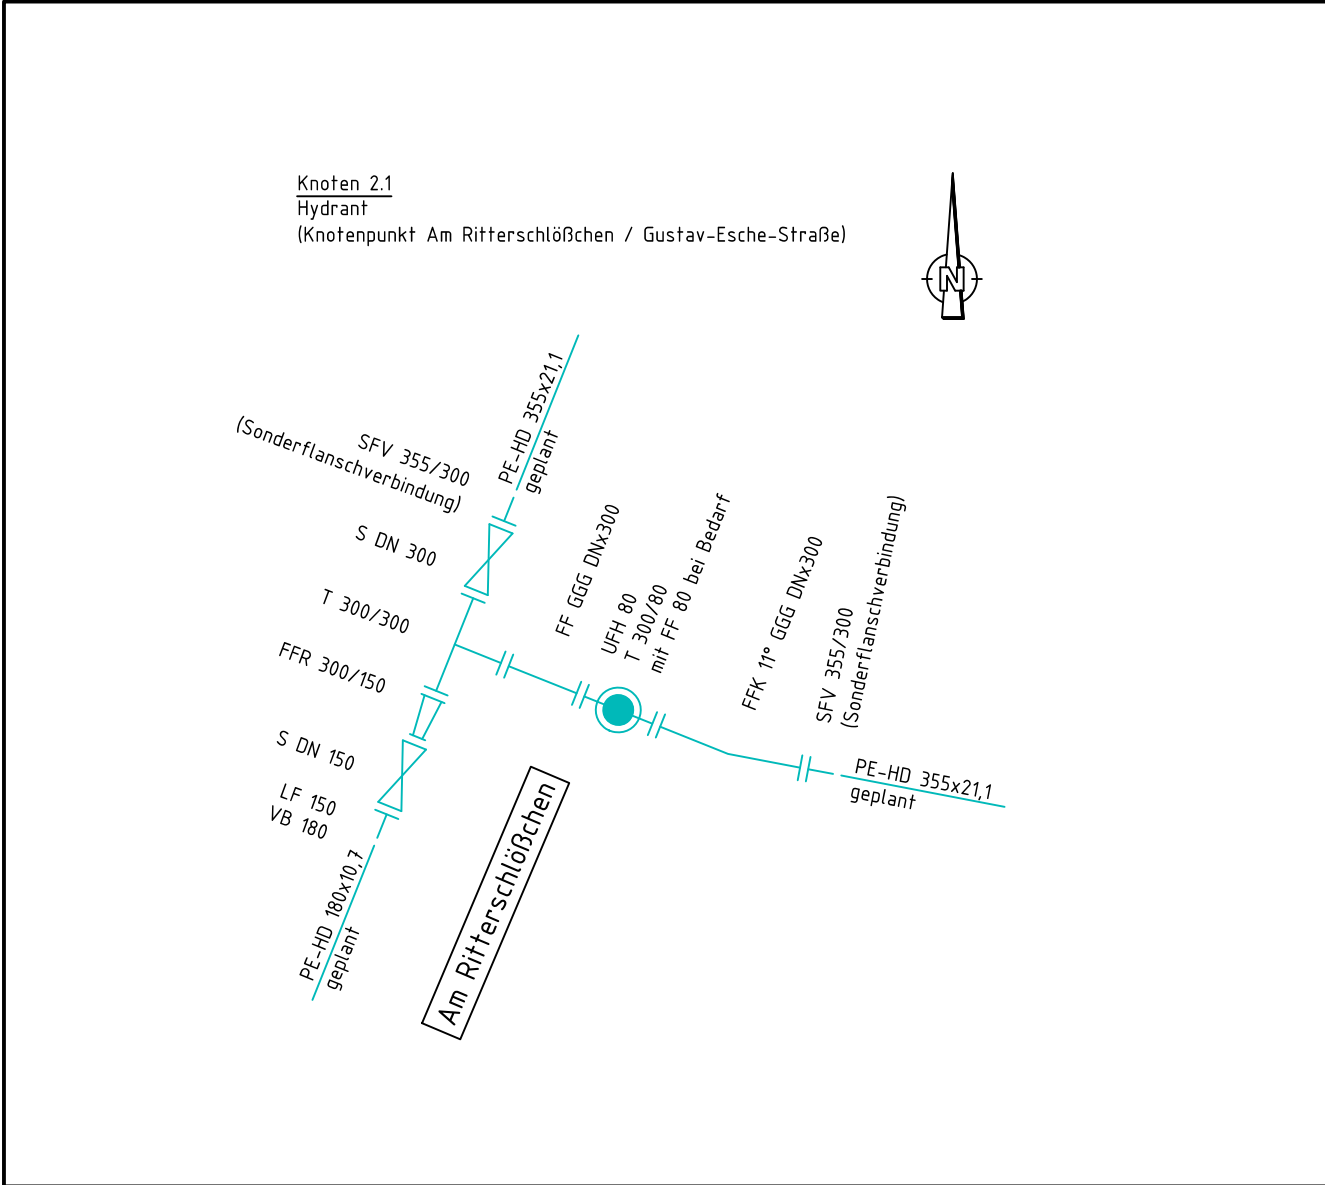 Knoten 2.1
Hydrant
(Knotenpunkt Am Ritterschlößchen / Gustav-Esche-Straße)
N
PE-HD 355x21,1
geplant
SFV 355/300
(Sonderflanschverbindung)
S DN 300
T 300/300
FFR 300/150
S DN 150
LF 150
VB 180
PE-HD 180x10,7
geplant
FF GGG DNx300
UFH 80
T 300/80
mit FF 80 bei Bedarf
FFK 11° GGG DNx300
SFV 355/300
(Sonderflanschverbindung)
PE-HD 355x21,1
geplant
Am Ritterschlößchen